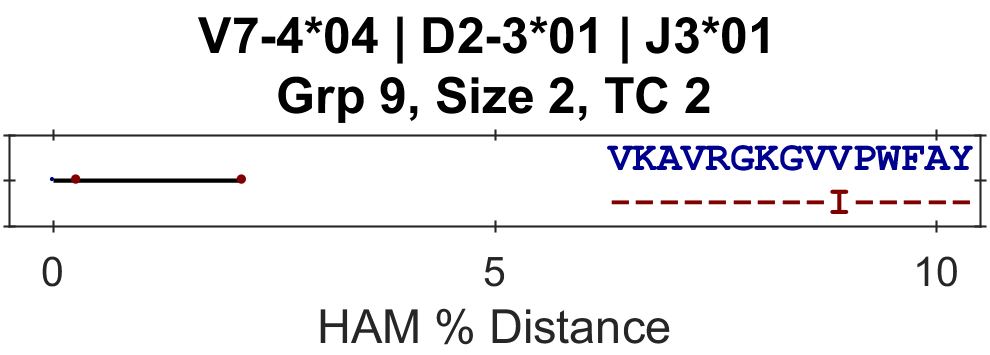 V7-4*04 | D2-3*01 | J3*01
Grp 9, Size 2, TC 2
VKAVRGKGVVPWFAY
---------I-----
0 5 10
HAM % Distance